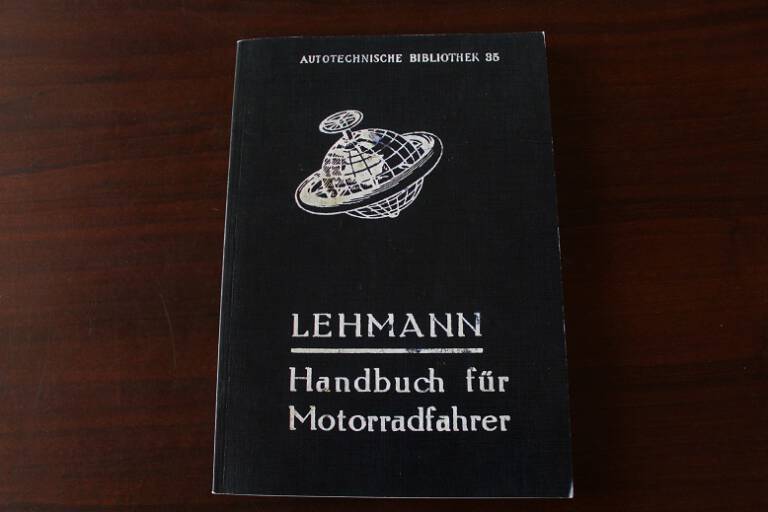 AUTOTECHNISCHE BIBLIOTHEK 35
LEHMANN
Handbuch für
Motorradfahrer